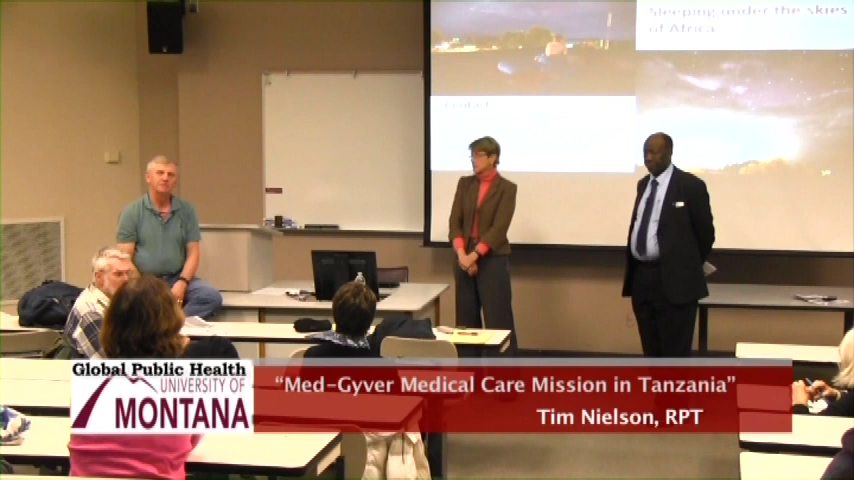 Sleeping under the skies
of Africa
Global Public Health
UNIVERSITY OF
MONTANA
“Med-Gyver Medical Care Mission in Tanzania”
Tim Nielson, RPT